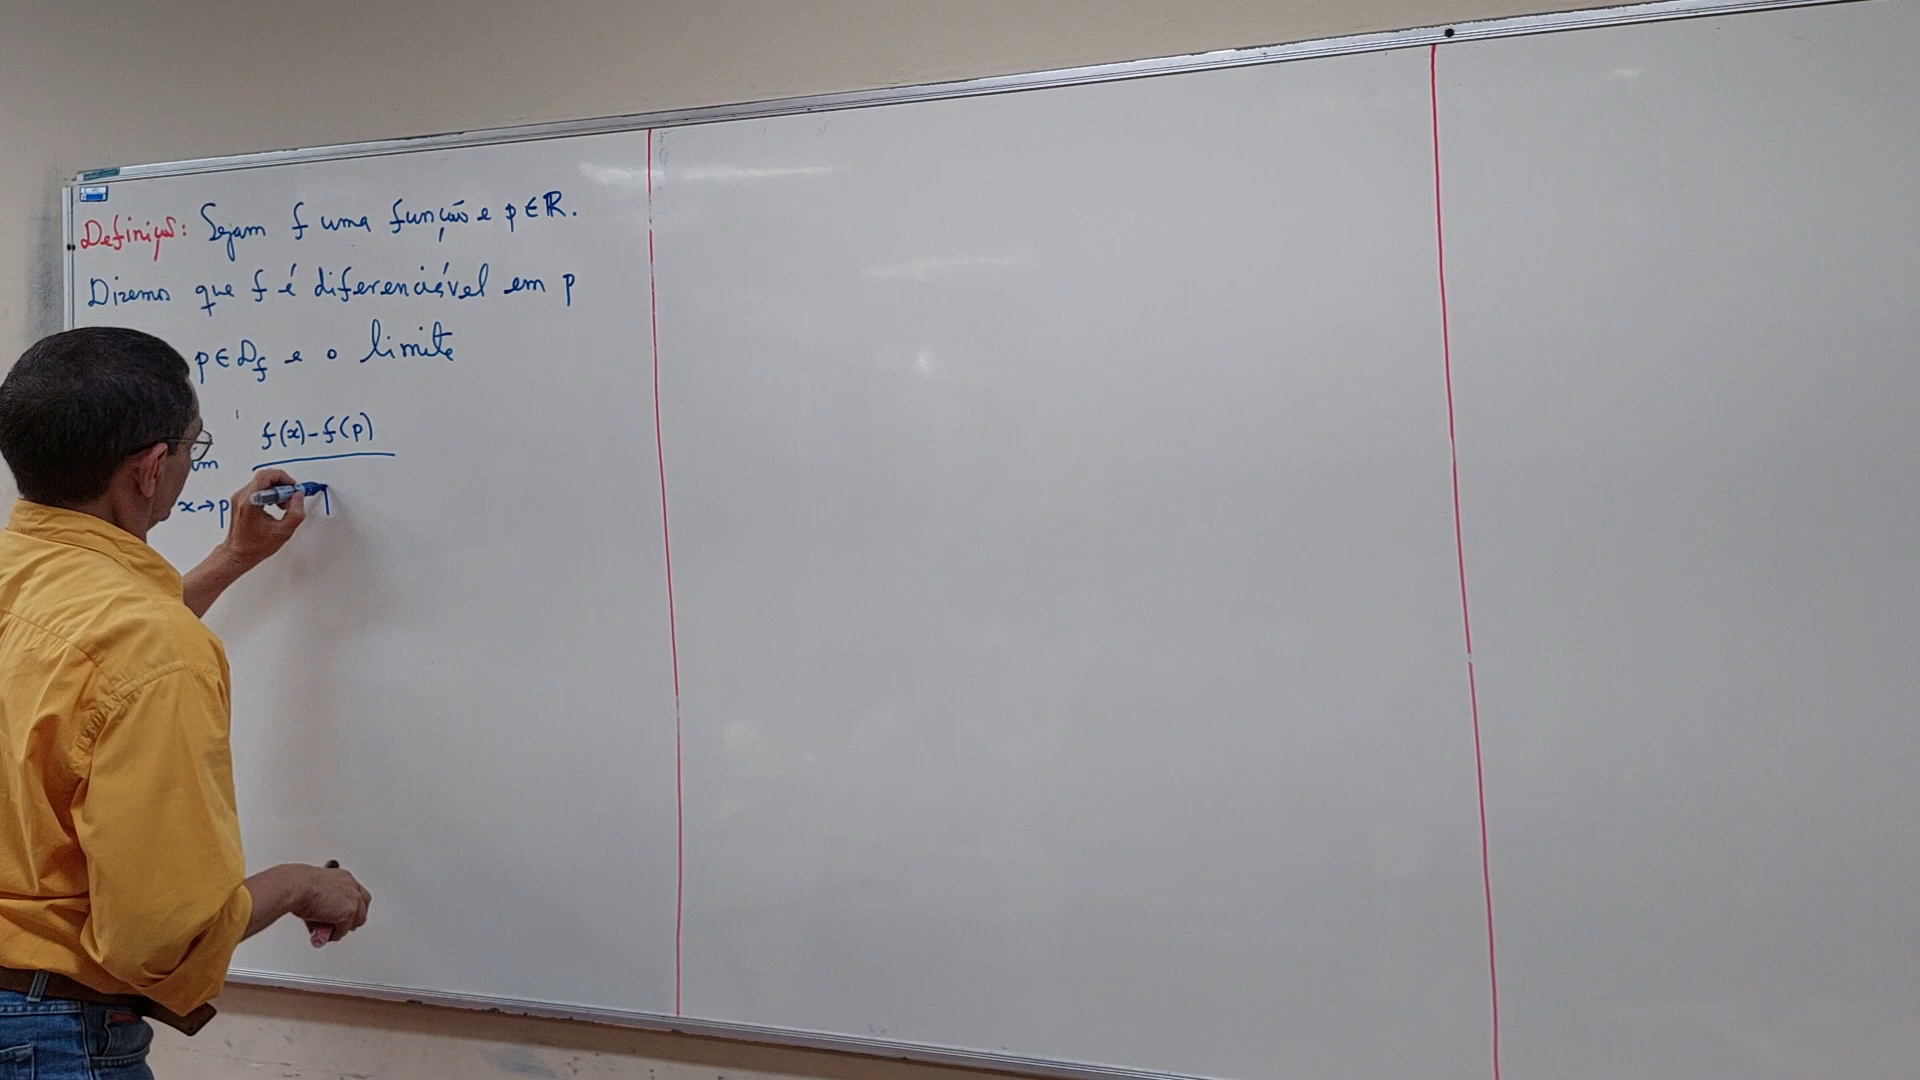 Definição: Sejam f uma função e p ∈ ℝ.
Dizemos que f é diferenciável em p
p ∈ D_f e o limite
f(x) - f(p)
x → p